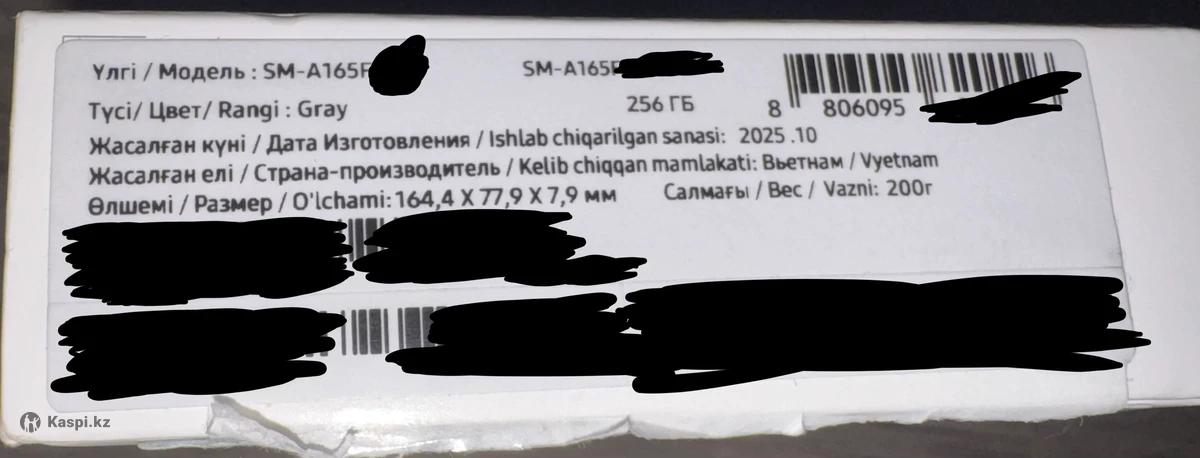 Үлгі / Модель : SM-A165F SM-A165F
Түсі/ Цвет/ Rangi : Gray 256 ГБ
8 806095
Жасалған күні / Дата Изготовления / Ishlab chiqarilgan sanasi: 2025 .10
Жасалған елі / Страна-производитель / Kelib chiqqan mamlakati: Вьетнам / Vyetnam
Өлшемі / Размер / O'lchami: 164,4 X 77,9 X 7,9 мм Салмағы / Вес / Vazni: 200г
Kaspi.kz